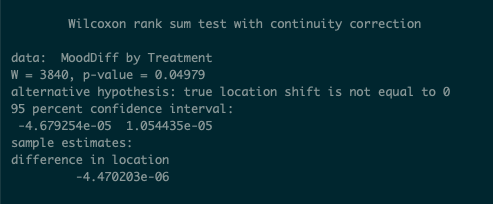 Wilcoxon rank sum test with continuity correction
data:  MoodDiff by Treatment
W = 3840, p-value = 0.04979
alternative hypothesis: true location shift is not equal to 0
95 percent confidence interval:
 -4.679254e-05  1.054435e-05
sample estimates:
difference in location
         -4.470203e-06